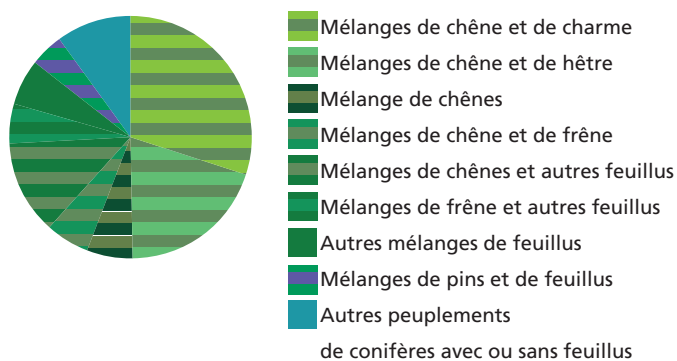 Mélanges de chêne et de charme
Mélanges de chêne et de hêtre
Mélange de chênes
Mélanges de chêne et de frêne
Mélanges de chênes et autres feuillus
Mélanges de frêne et autres feuillus
Autres mélanges de feuillus
Mélanges de pins et de feuillus
Autres peuplements
de conifères avec ou sans feuillus